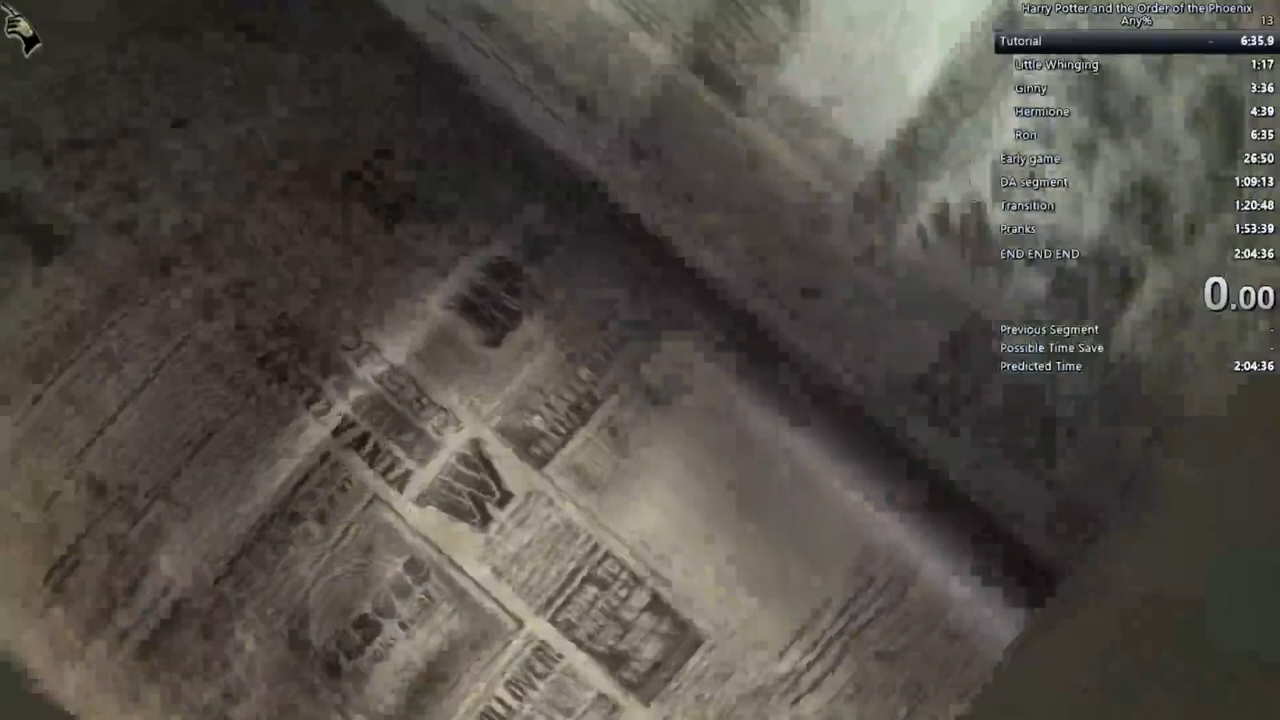 Harry Potter and the Order of the Phoenix
Any% 13
Tutorial - 6:35.9
Little Whinging 1:17
Ginny 3:36
Hermione 4:39
Ron 6:35
Early game 26:50
DA segment 1:09:13
Transition 1:20:48
Pranks 1:53:39
END END END 2:04:36
0.00
Previous Segment -
Possible Time Save -
Predicted Time 2:04:36
W